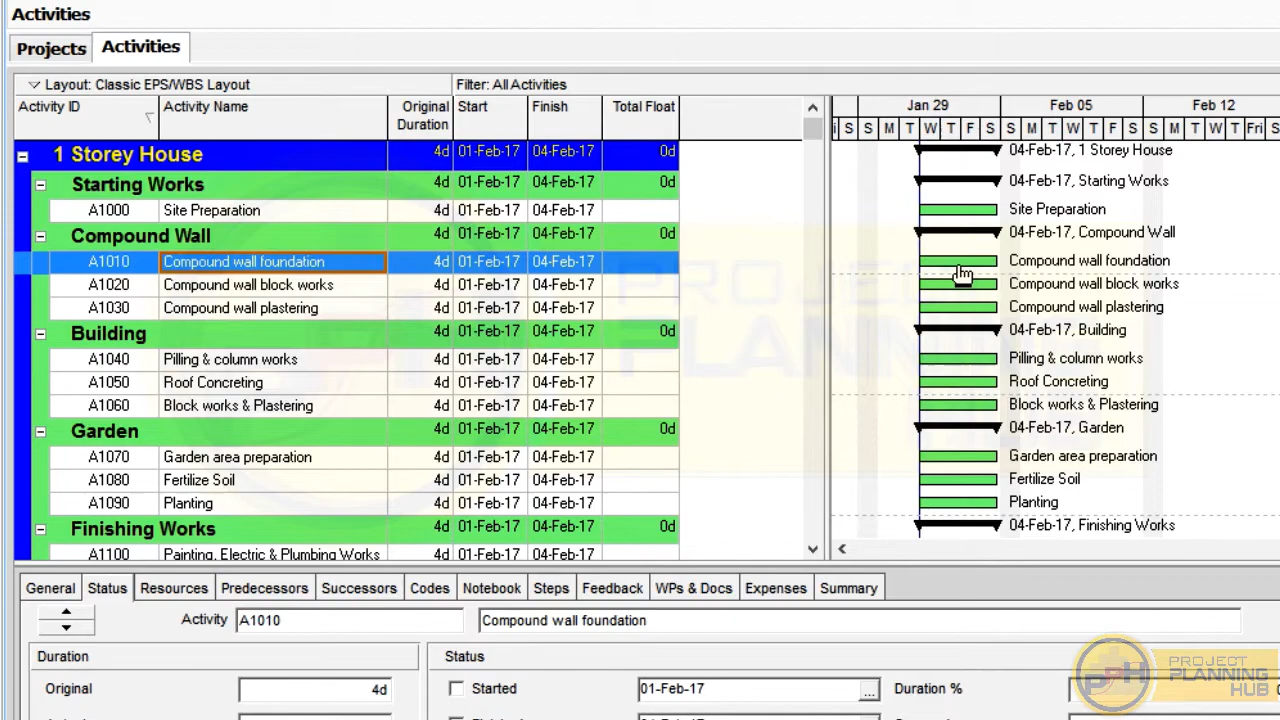 Activities
Projects Activities
Layout: Classic EPS/WBS Layout Filter: All Activities
Activity ID Activity Name Original Duration Start Finish Total Float Jan 29 Feb 05 Feb 12
S S M T W T F S S M T W T F S S M T W T Fri S
1 Storey House 4d 01-Feb-17 04-Feb-17 0d 04-Feb-17, 1 Storey House
Starting Works 4d 01-Feb-17 04-Feb-17 0d 04-Feb-17, Starting Works
A1000 Site Preparation 4d 01-Feb-17 04-Feb-17 Site Preparation
Compound Wall 4d 01-Feb-17 04-Feb-17 0d 04-Feb-17, Compound Wall
A1010 Compound wall foundation 4d 01-Feb-17 04-Feb-17 Compound wall foundation
A1020 Compound wall block works 4d 01-Feb-17 04-Feb-17 Compound wall block works
A1030 Compound wall plastering 4d 01-Feb-17 04-Feb-17 Compound wall plastering
Building 4d 01-Feb-17 04-Feb-17 0d 04-Feb-17, Building
A1040 Pilling & column works 4d 01-Feb-17 04-Feb-17 Pilling & column works
A1050 Roof Concreting 4d 01-Feb-17 04-Feb-17 Roof Concreting
A1060 Block works & Plastering 4d 01-Feb-17 04-Feb-17 Block works & Plastering
Garden 4d 01-Feb-17 04-Feb-17 0d 04-Feb-17, Garden
A1070 Garden area preparation 4d 01-Feb-17 04-Feb-17 Garden area preparation
A1080 Fertilize Soil 4d 01-Feb-17 04-Feb-17 Fertilize Soil
A1090 Planting 4d 01-Feb-17 04-Feb-17 Planting
Finishing Works 4d 01-Feb-17 04-Feb-17 0d 04-Feb-17, Finishing Works
A1100 Painting, Electric & Plumbing Works 4d 01-Feb-17 04-Feb-17
General Status Resources Predecessors Successors Codes Notebook Steps Feedback WPs & Docs Expenses Summary
Activity A1010 Compound wall foundation
Duration Status
Original 4d Started 01-Feb-17 ... Duration %
PPH PROJECT PLANNING HUB